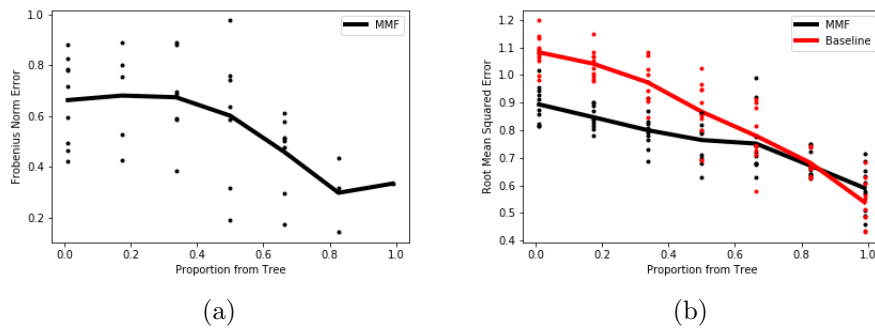 MMF
1.0
0.8
0.6
0.4
0.2
Frobenius Norm Error
0.0 0.2 0.4 0.6 0.8 1.0
Proportion from Tree
(a)
MMF
Baseline
1.2
1.1
1.0
0.9
0.8
0.7
0.6
0.5
0.4
Root Mean Squared Error
0.0 0.2 0.4 0.6 0.8 1.0
Proportion from Tree
(b)